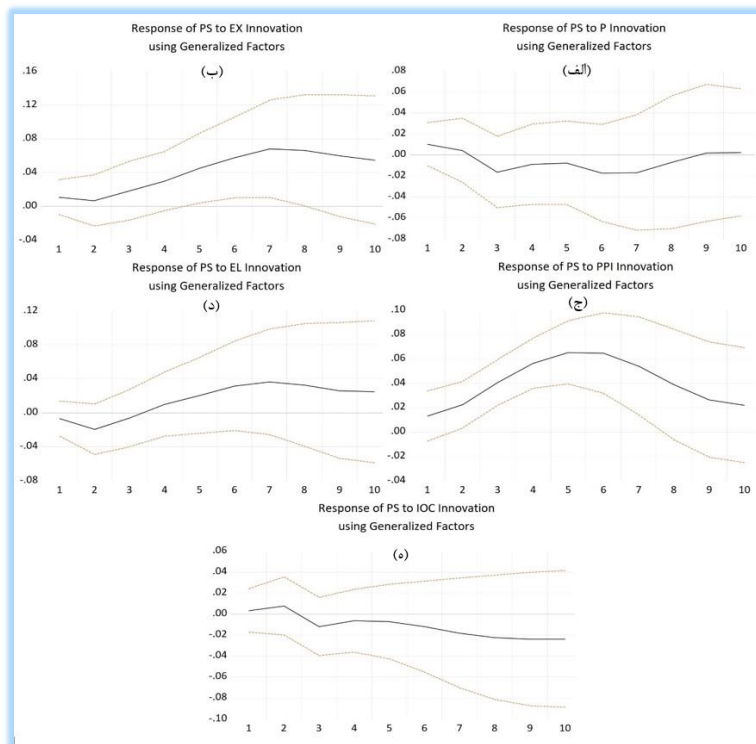 Response of PS to EX Innovation
using Generalized Factors
(ب)
.16
.12
.08
.04
.00
-.04
1 2 3 4 5 6 7 8 9 10
Response of PS to P Innovation
using Generalized Factors
(الف)
.08
.06
.04
.02
.00
-.02
-.04
-.06
-.08
1 2 3 4 5 6 7 8 9 10
Response of PS to EL Innovation
using Generalized Factors
(د)
.12
.08
.04
.00
-.04
-.08
1 2 3 4 5 6 7 8 9 10
Response of PS to PPI Innovation
using Generalized Factors
(ج)
.10
.08
.06
.04
.02
.00
-.02
-.04
1 2 3 4 5 6 7 8 9 10
Response of PS to IOC Innovation
using Generalized Factors
(ه)
.06
.04
.02
.00
-.02
-.04
-.06
-.08
-.10
1 2 3 4 5 6 7 8 9 10